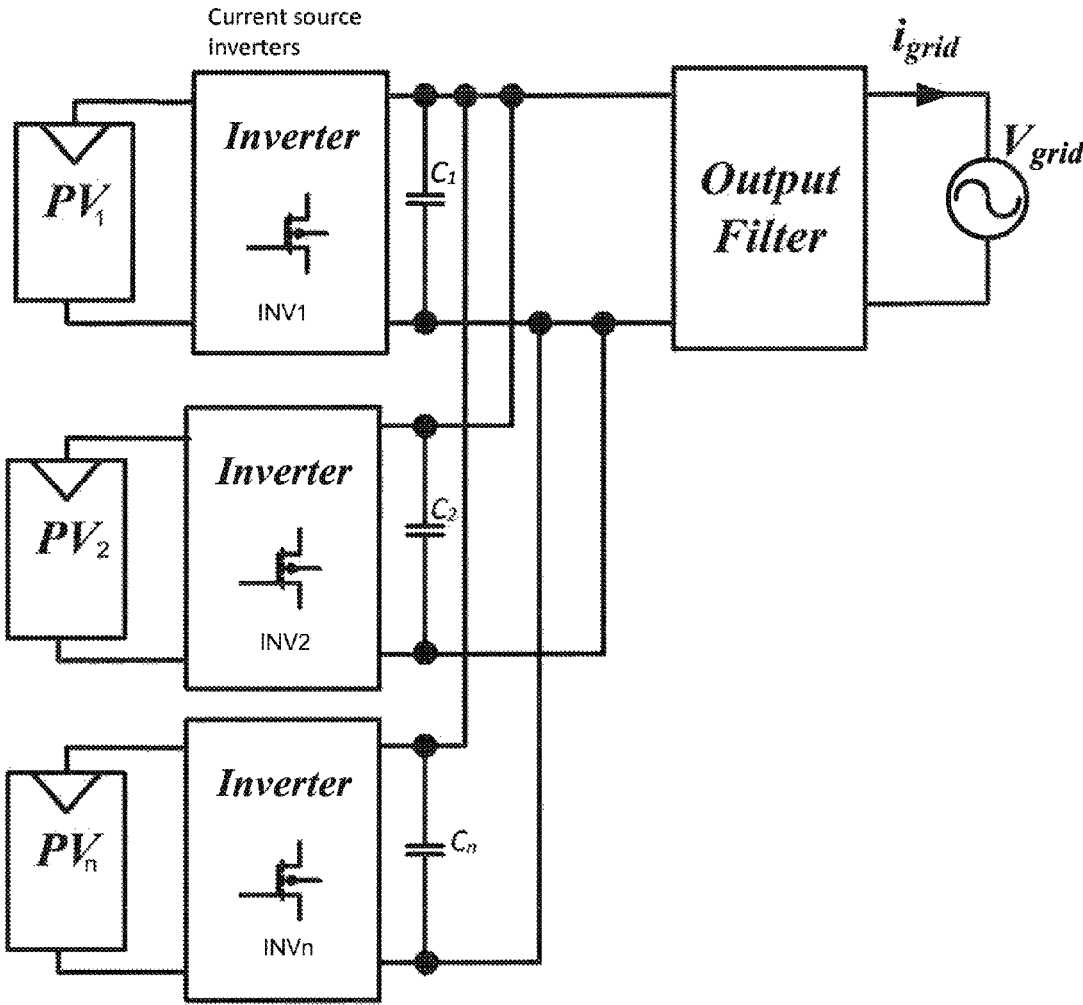 Current source
inverters
i_grid
PV_1
Inverter
INV1
C_1
Output
Filter
V_grid
PV_2
Inverter
INV2
C_2
PV_n
Inverter
INVn
C_n